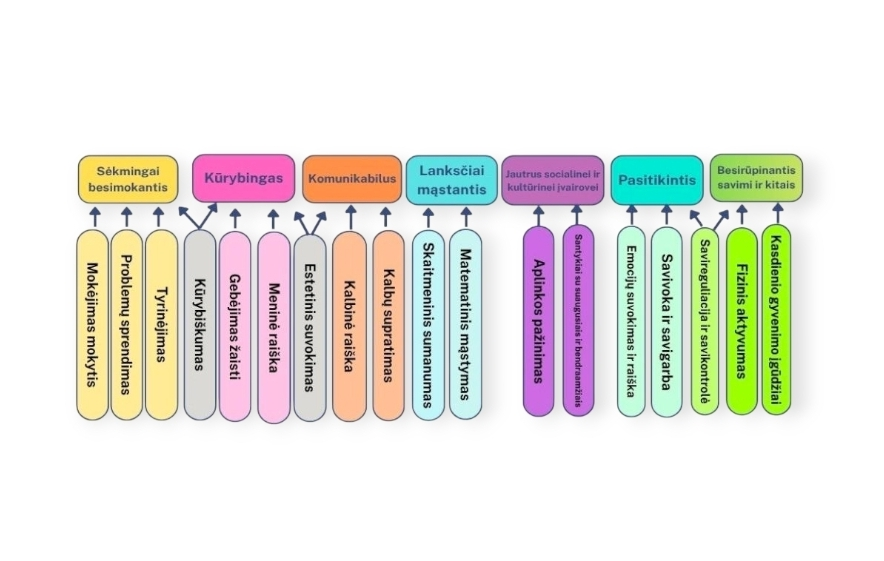 Sėkmingai
besimokantis
Kūrybingas
Komunikabilus
Lanksčiai
mąstantis
Jautrus socialinei ir
kultūrinei įvairovei
Pasitikintis
Besirūpinantis
savimi ir kitais
Mokėjimas mokytis
Problemų sprendimas
Tyrinėjimas
Kūrybiškumas
Gebėjimas žaisti
Meninė raiška
Estetinis suvokimas
Kalbinė raiška
Kalbų supratimas
Skaitmeninis sumanumas
Matematinis mąstymas
Aplinkos pažinimas
Santykiai su suaugusiais ir bendraamžiais
Emocijų suvokimas ir raiška
Savivoka ir savigarba
Savireguliacija ir savikontrolė
Fizinis aktyvumas
Kasdienio gyvenimo įgūdžiai